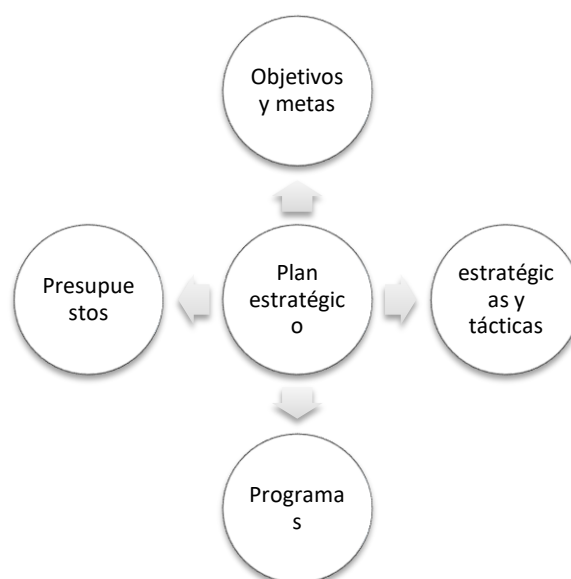 Objetivos
y metas
Presupue
stos
Plan
estratégic
o
estratégic
as y
tácticas
Programa
s